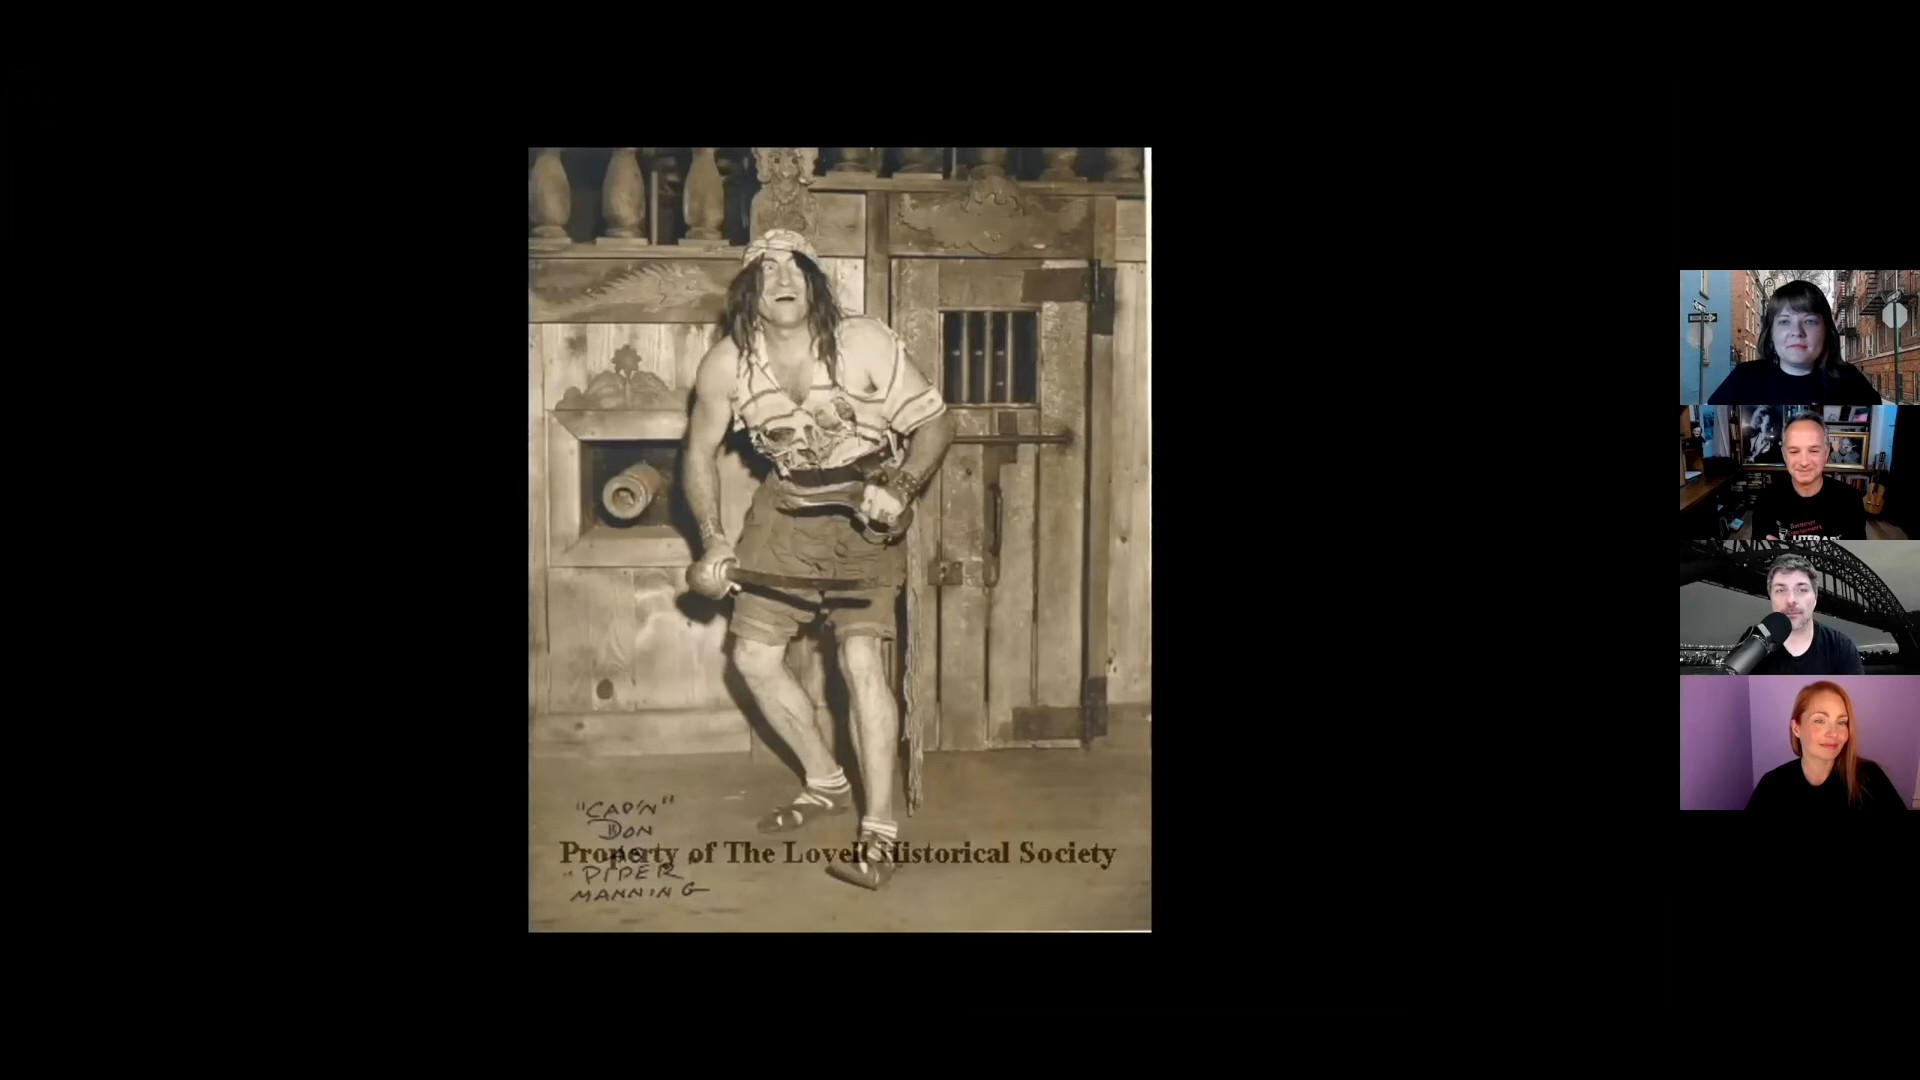 "CAP'N"
DON
Property of The Lovell Historical Society
"PIPER"
MANNING